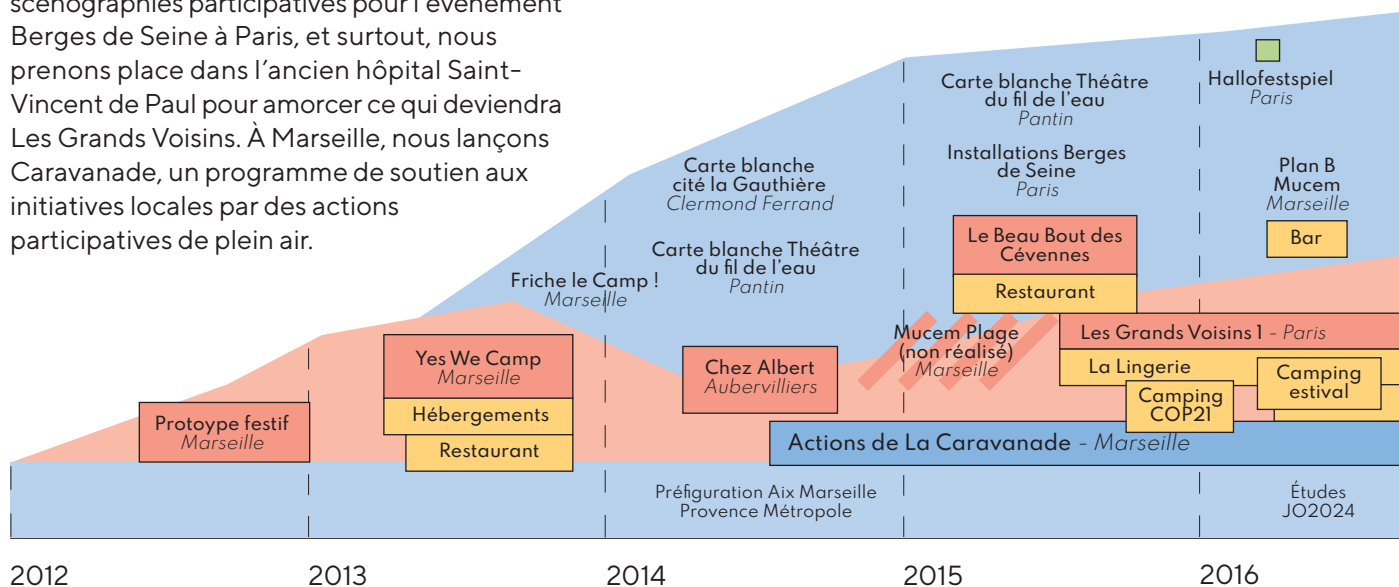 scénographies participatives pour l'événement
Berges de Seine à Paris, et surtout, nous
prenons place dans l'ancien hôpital Saint-
Vincent de Paul pour amorcer ce qui deviendra
Les Grands Voisins. À Marseille, nous lançons
Caravanade, un programme de soutien aux
initiatives locales par des actions
participatives de plein air.
Protoype festif
Marseille
Yes We Camp
Marseille
Hébergements
Restaurant
Friche le Camp !
Marseille
Carte blanche
cité la Gauthière
Clermond Ferrand
Carte blanche Théâtre
du fil de l'eau
Pantin
Chez Albert
Aubervilliers
Préfiguration Aix Marseille
Provence Métropole
Carte blanche Théâtre
du fil de l'eau
Pantin
Installations Berges
de Seine
Paris
Le Beau Bout des
Cévennes
Restaurant
Mucem Plage
(non réalisé)
Marseille
Hallofestspiel
Paris
Plan B
Mucem
Marseille
Bar
Les Grands Voisins 1 - Paris
La Lingerie
Camping
COP21
Camping
estival
Actions de La Caravanade - Marseille
Études
JO2024
2012
2013
2014
2015
2016